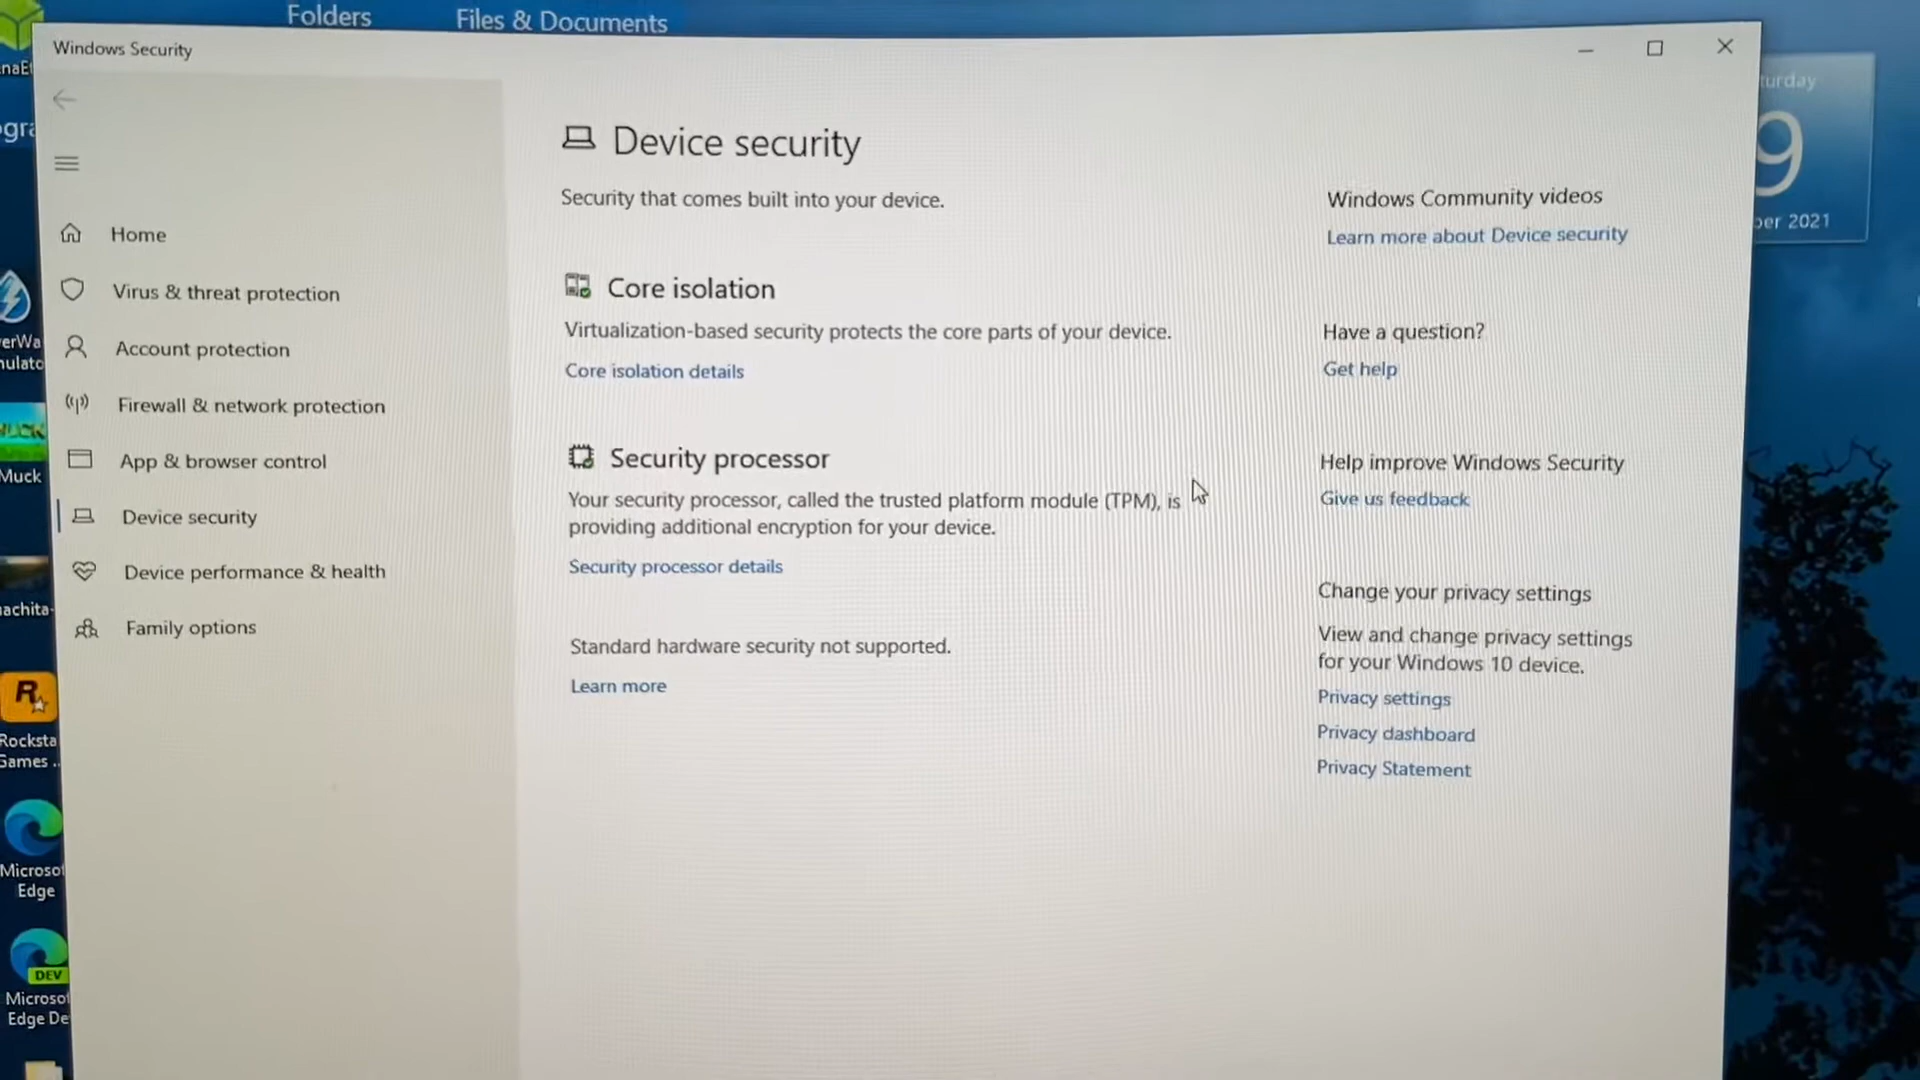 Folders
Files & Documents
Windows Security
Home
Virus & threat protection
Account protection
Firewall & network protection
App & browser control
Device security
Device performance & health
Family options
Device security
Security that comes built into your device.
Core isolation
Virtualization-based security protects the core parts of your device.
Core isolation details
Security processor
Your security processor, called the trusted platform module (TPM), is
providing additional encryption for your device.
Security processor details
Standard hardware security not supported.
Learn more
Windows Community videos
Learn more about Device security
Have a question?
Get help
Help improve Windows Security
Give us feedback
Change your privacy settings
View and change privacy settings
for your Windows 10 device.
Privacy settings
Privacy dashboard
Privacy Statement
9
2021
Muck
R
Games ..
Edge
DEV
Edge De